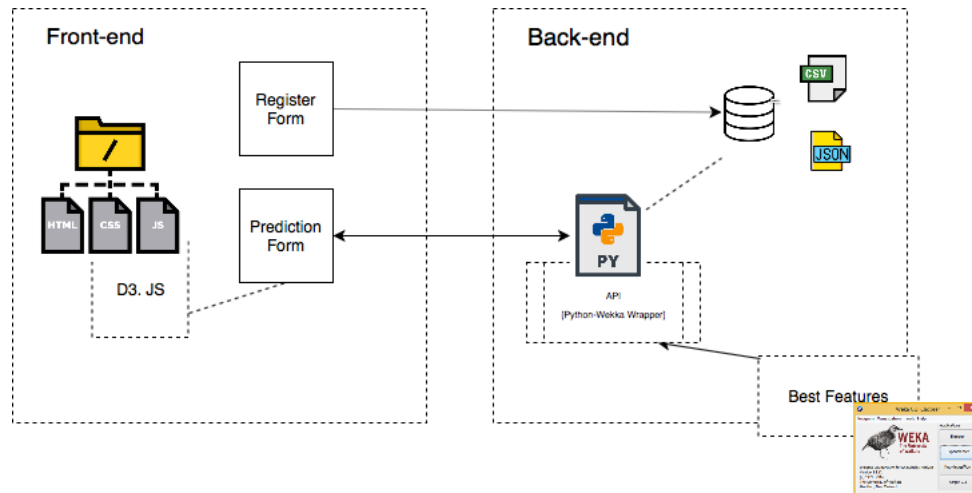 Front-end
Register
Form
HTML
CSS
JS
Prediction
Form
D3. JS
Back-end
CSV
JSON
PY
API
[Python-Wekka Wrapper]
Best Features
WEKA